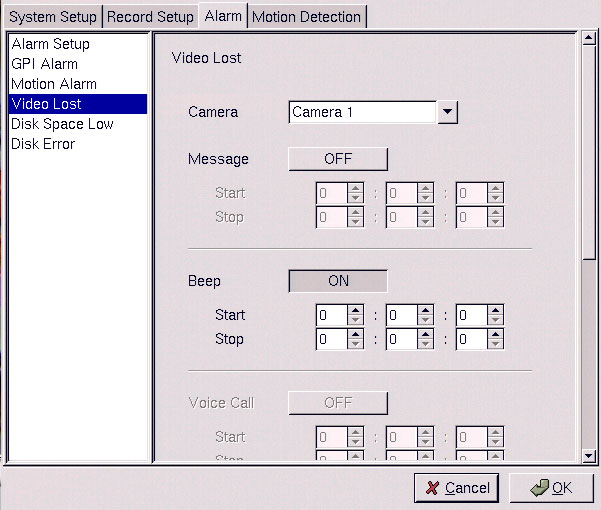 System Setup Record Setup Alarm Motion Detection
Alarm Setup
GPI Alarm
Motion Alarm
Video Lost
Disk Space Low
Disk Error
Video Lost
Camera Camera 1
Message OFF
Start 0 : 0 : 0
Stop 0 : 0 : 0
Beep ON
Start 0 : 0 : 0
Stop 0 : 0 : 0
Voice Call OFF
Start 0 : 0 : 0
Stop 0 : 0 : 0
Cancel OK